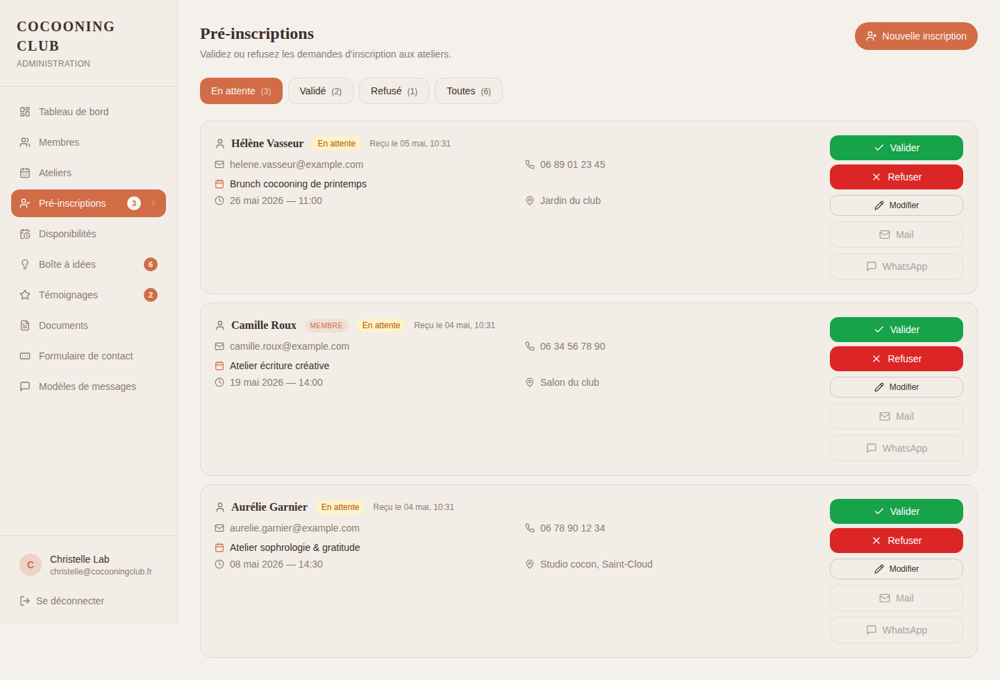 COCOONING
CLUB
ADMINISTRATION
Tableau de bord
Membres
Ateliers
Pré-inscriptions 3
Disponibilités
Boîte à idées 6
Témoignages 2
Documents
Formulaire de contact
Modèles de messages
C
Christelle Lab
christelle@cocooningclub.fr
Se déconnecter
Pré-inscriptions
Validez ou refusez les demandes d'inscription aux ateliers.
Nouvelle inscription
En attente (3) Validé (2) Refusé (1) Toutes (6)
Hélène Vasseur En attente Reçu le 05 mai, 10:31
helene.vasseur@example.com 06 89 01 23 45
Brunch cocooning de printemps
26 mai 2026 — 11:00 Jardin du club
Valider
Refuser
Modifier
Mail
WhatsApp
Camille Roux MEMBRE En attente Reçu le 04 mai, 10:31
camille.roux@example.com 06 34 56 78 90
Atelier écriture créative
19 mai 2026 — 14:00 Salon du club
Valider
Refuser
Modifier
Mail
WhatsApp
Aurélie Garnier En attente Reçu le 04 mai, 10:31
aurelie.garnier@example.com 06 78 90 12 34
Atelier sophrologie & gratitude
08 mai 2026 — 14:30 Studio cocon, Saint-Cloud
Valider
Refuser
Modifier
Mail
WhatsApp